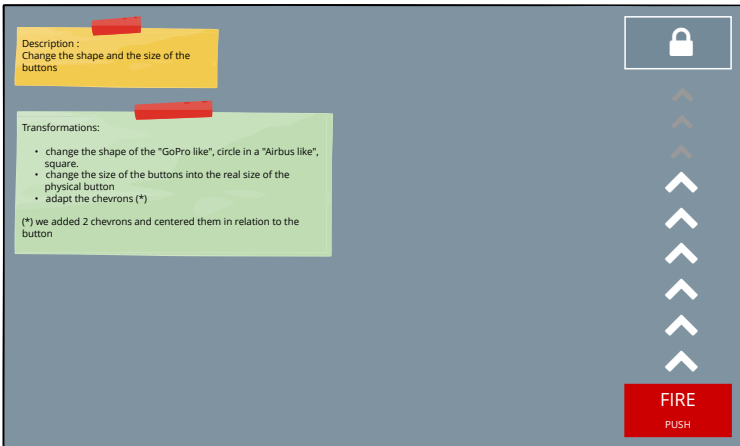 Description :
Change the shape and the size of the
buttons
Transformations:
• change the shape of the "GoPro like", circle in a "Airbus like",
square.
• change the size of the buttons into the real size of the
physical button
• adapt the chevrons (*)
(*) we added 2 chevrons and centered them in relation to the
button
FIRE
PUSH